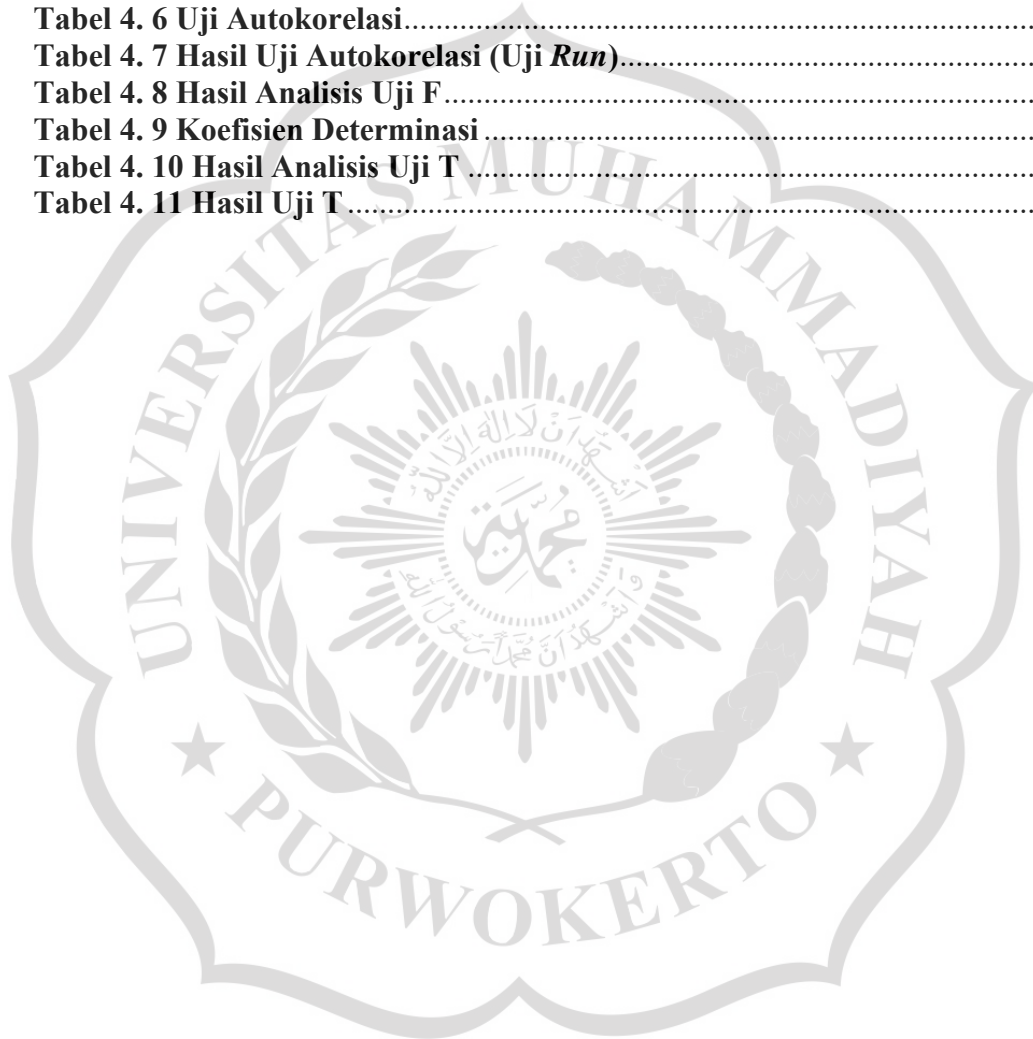 Tabel 4. 6 Uji Autokorelasi
Tabel 4. 7 Hasil Uji Autokorelasi (Uji Run)
Tabel 4. 8 Hasil Analisis Uji F
Tabel 4. 9 Koefisien Determinasi
Tabel 4. 10 Hasil Analisis Uji T
Tabel 4. 11 Hasil Uji T
UNIVERSITAS MUHAMMADIYAH
اَشْهَدُ اَنْ لَا اِلٰهَ اِلَّا اللّٰهُ
مُحَمَّدِيَّة
وَاَشْهَدُ اَنَّ مُحَمَّدًا رَسُوْلُ اللّٰهِ
PURWOKERTO